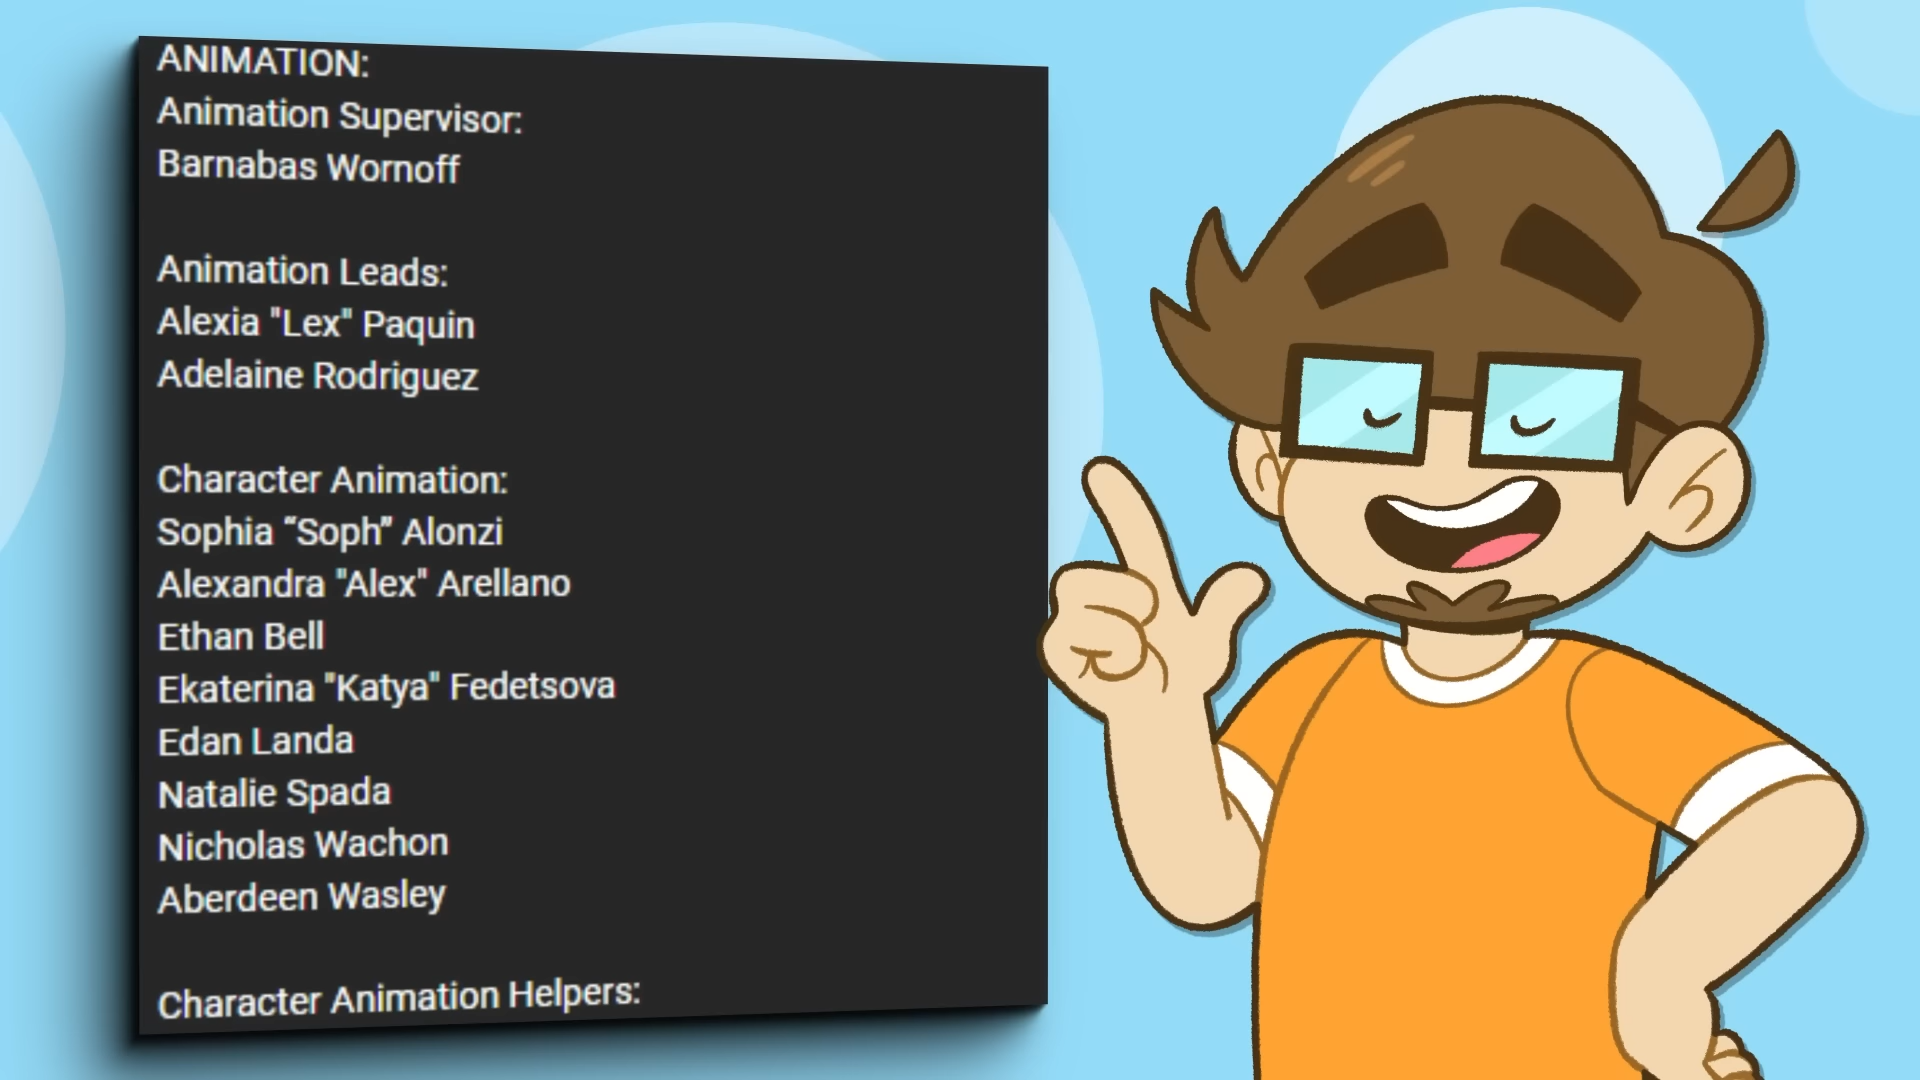 ANIMATION:
Animation Supervisor:
Barnabas Wornoff
Animation Leads:
Alexia "Lex" Paquin
Adelaine Rodriguez
Character Animation:
Sophia “Soph” Alonzi
Alexandra "Alex" Arellano
Ethan Bell
Ekaterina "Katya" Fedetsova
Edan Landa
Natalie Spada
Nicholas Wachon
Aberdeen Wasley
Character Animation Helpers: